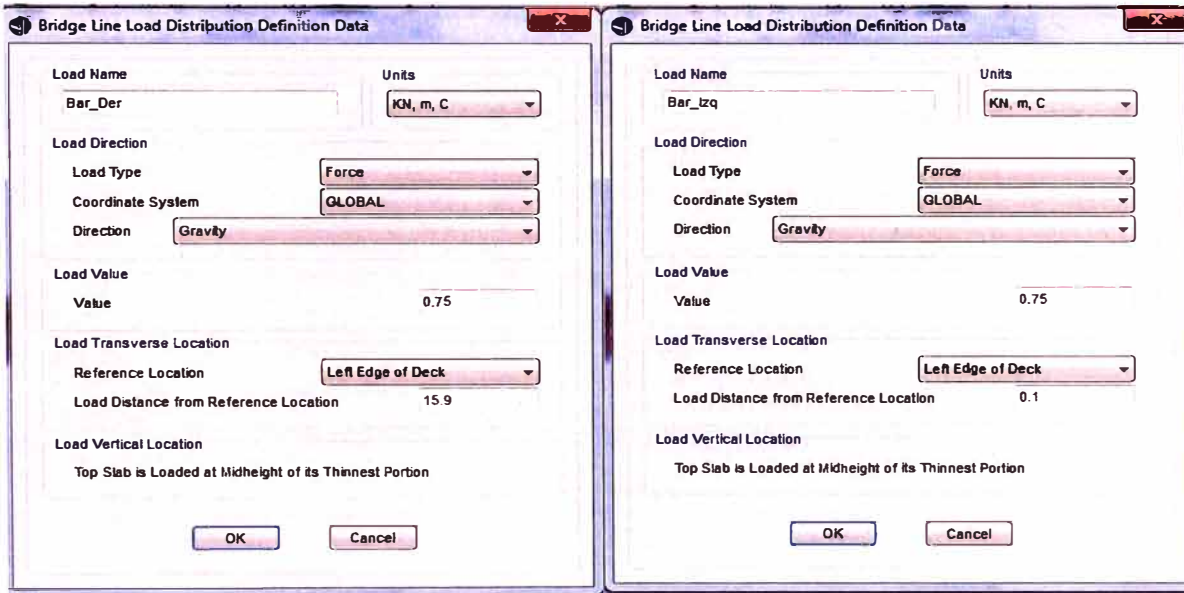 Bridge Line Load Distribution Definition Data
Load Name
Units
Bar_Der
KN, m, C
Load Direction
Load Type
Force
Coordinate System
GLOBAL
Direction
Gravity
Load Value
Value
0.75
Load Transverse Location
Reference Location
Left Edge of Deck
Load Distance from Reference Location
15.9
Load Vertical Location
Top Slab is Loaded at Midheight of its Thinnest Portion
OK
Cancel
Bridge Line Load Distribution Definition Data
Load Name
Units
Bar_Izq
KN, m, C
Load Direction
Load Type
Force
Coordinate System
GLOBAL
Direction
Gravity
Load Value
Value
0.75
Load Transverse Location
Reference Location
Left Edge of Deck
Load Distance from Reference Location
0.1
Load Vertical Location
Top Slab is Loaded at Midheight of its Thinnest Portion
OK
Cancel